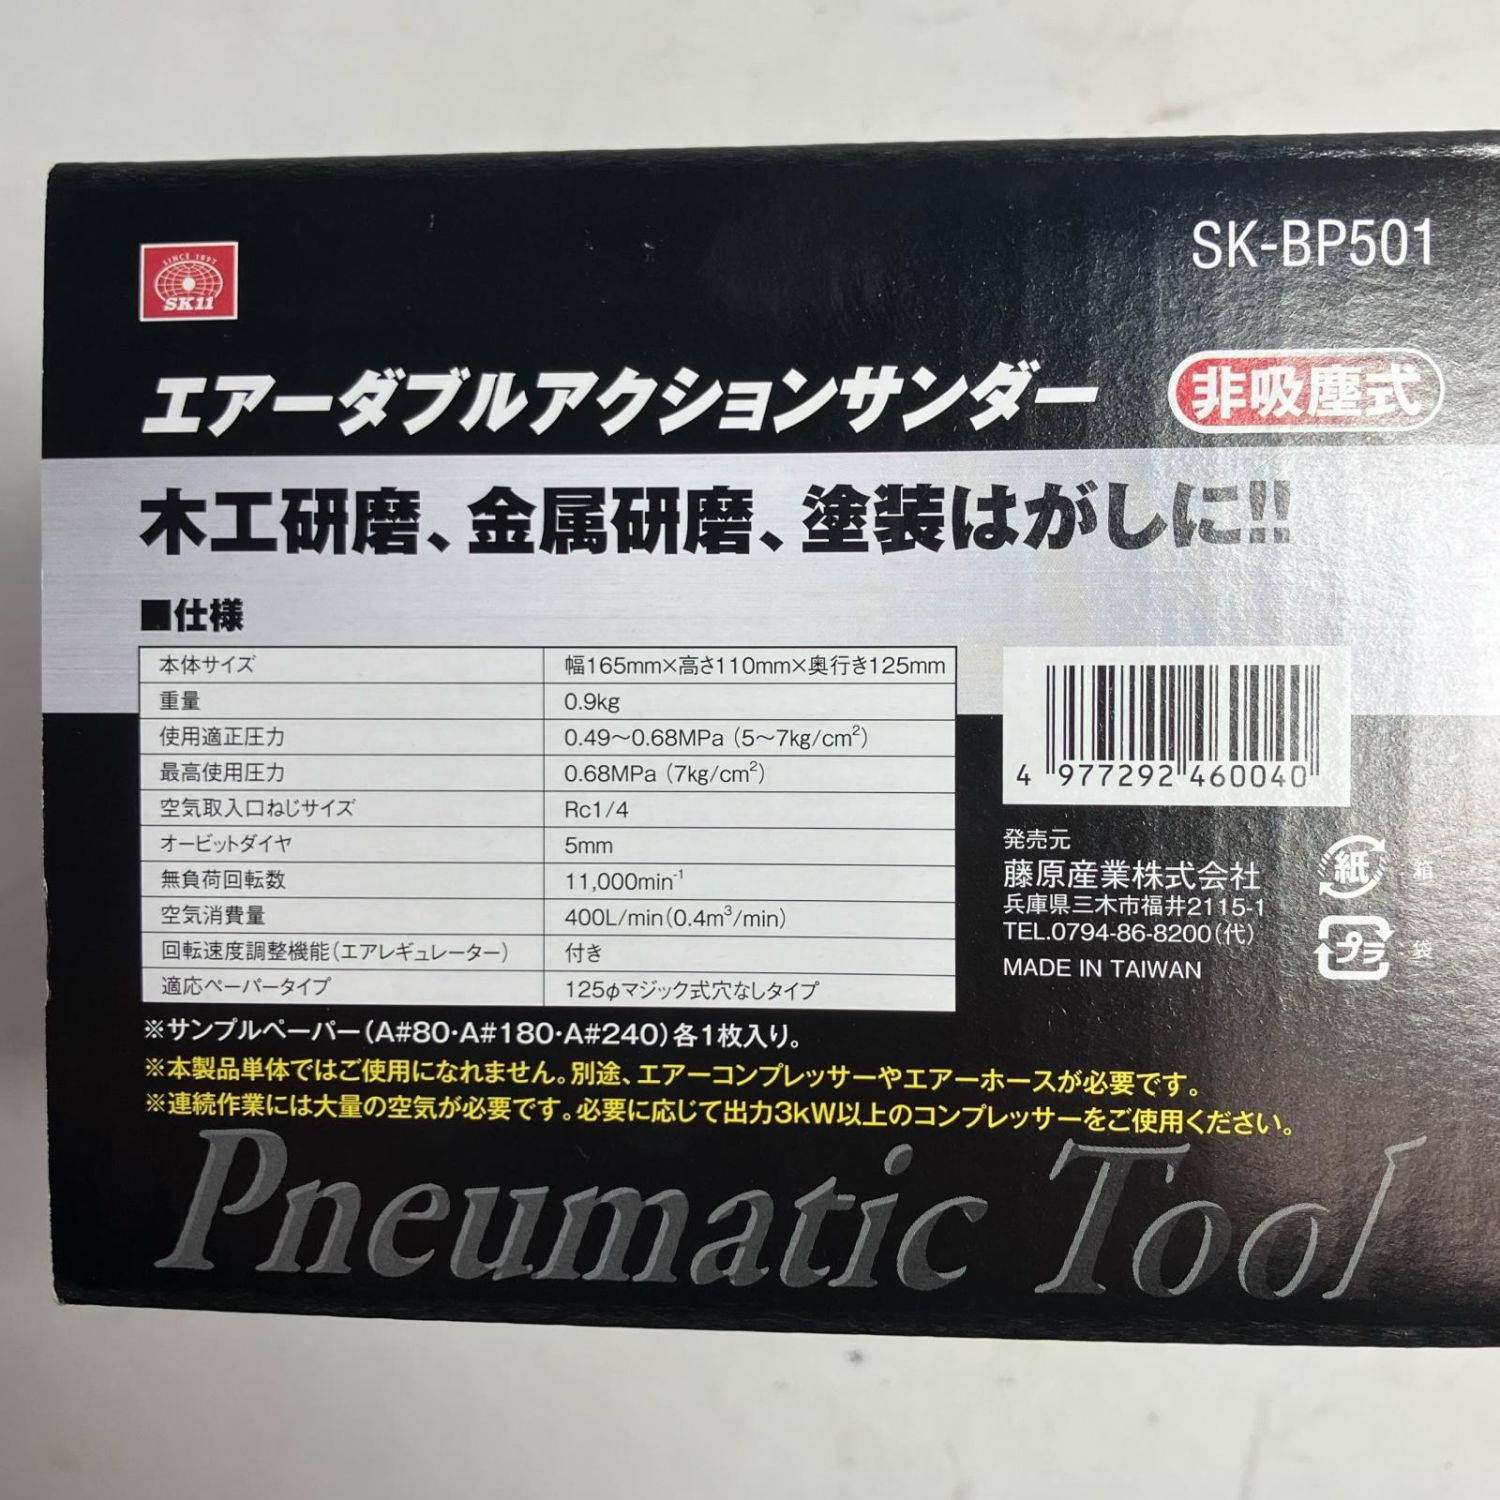 SK-BP501
SINCE 1897
SK11
エアーダブルアクションサンダー 非吸塵式
木工研磨、金属研磨、塗装はがしに!!
■仕様
本体サイズ 幅165mm×高さ110mm×奥行き125mm
重量 0.9kg
使用適正圧力 0.49〜0.68MPa（5〜7kg/cm²）
最高使用圧力 0.68MPa（7kg/cm²）
空気取入口ねじサイズ Rc1/4
オービットダイヤ 5mm
無負荷回転数 11,000min⁻¹
空気消費量 400L/min(0.4m³/min)
回転速度調整機能（エアレギュレーター） 付き
適応ペーパータイプ 125φマジック式穴なしタイプ
4 977292 460040
発売元
藤原産業株式会社
兵庫県三木市福井2115-1
TEL.0794-86-8200（代）
MADE IN TAIWAN
紙 箱
プラ 袋
※サンプルペーパー（A#80・A#180・A#240）各1枚入り。
※本製品単体ではご使用になれません。別途、エアーコンプレッサーやエアーホースが必要です。
※連続作業には大量の空気が必要です。必要に応じて出力3kW以上のコンプレッサーをご使用ください。
Pneumatic Tool